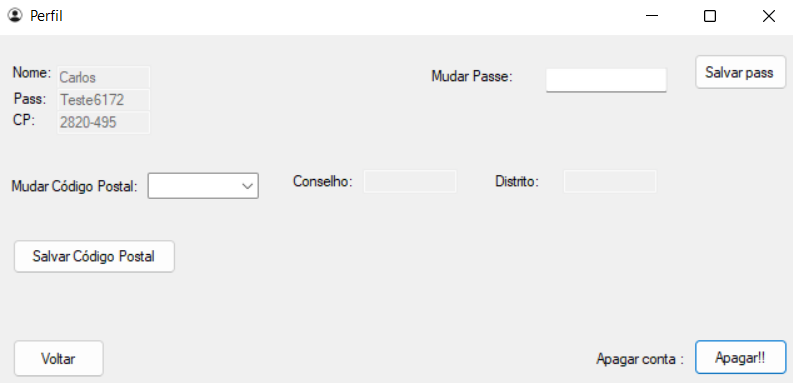 Perfil
Nome: Carlos
Pass: Teste6172
CP: 2820-495
Mudar Passe:
Salvar pass
Mudar Código Postal:
Conselho:
Distrito:
Salvar Código Postal
Voltar
Apagar conta :
Apagar!!